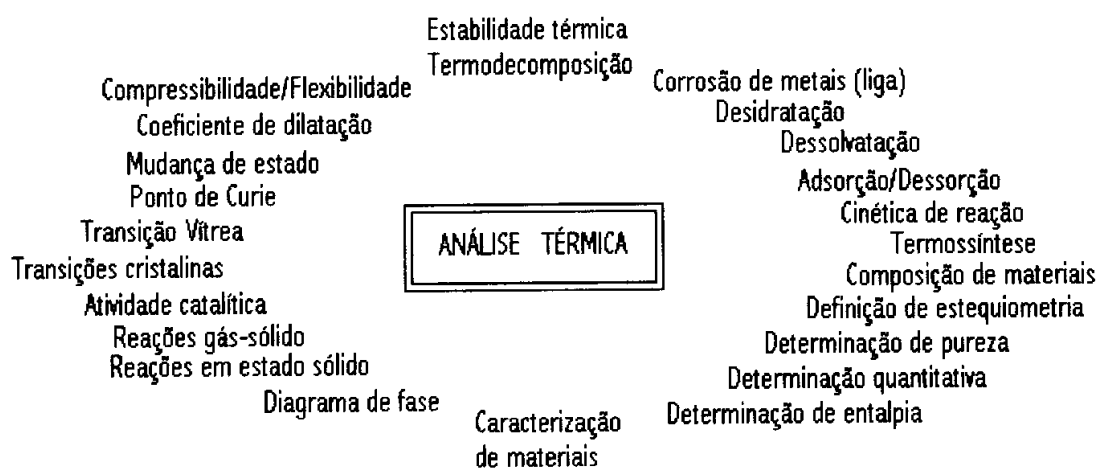 Estabilidade térmica
Termodecomposição
Corrosão de metais (liga)
Desidratação
Dessolvatação
Adsorção/Dessorção
Cinética de reação
Termossíntese
Composição de materiais
Definição de estequiometria
Determinação de pureza
Determinação quantitativa
Determinação de entalpia
Caracterização
de materiais
Diagrama de fase
Reações em estado sólido
Reações gás-sólido
Atividade catalítica
Transições cristalinas
Transição Vítrea
Ponto de Curie
Mudança de estado
Coeficiente de dilatação
Compressibilidade/Flexibilidade
ANÁLISE TÉRMICA